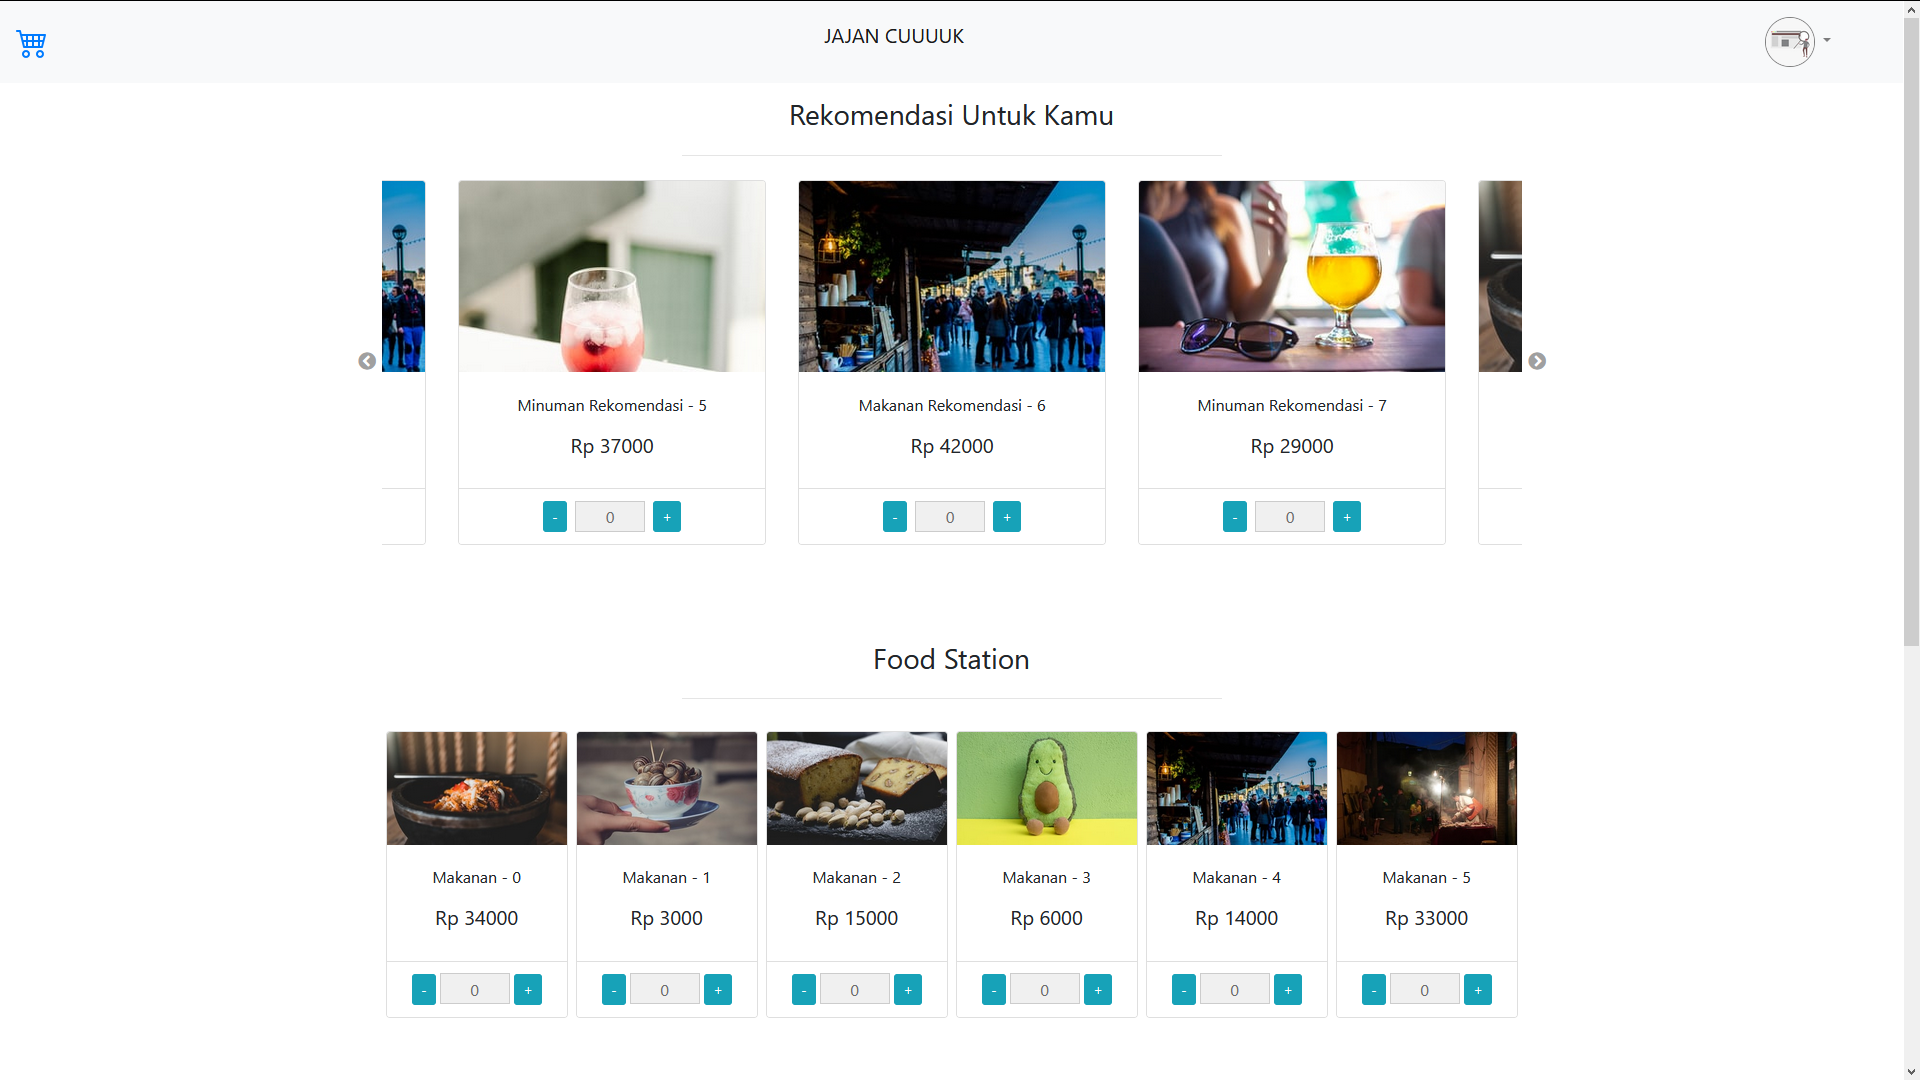 JAJAN CUUUUK
Rekomendasi Untuk Kamu
Minuman Rekomendasi - 5
Rp 37000
- 0 +
Makanan Rekomendasi - 6
Rp 42000
- 0 +
Minuman Rekomendasi - 7
Rp 29000
- 0 +
Food Station
Makanan - 0
Rp 34000
- 0 +
Makanan - 1
Rp 3000
- 0 +
Makanan - 2
Rp 15000
- 0 +
Makanan - 3
Rp 6000
- 0 +
Makanan - 4
Rp 14000
- 0 +
Makanan - 5
Rp 33000
- 0 +